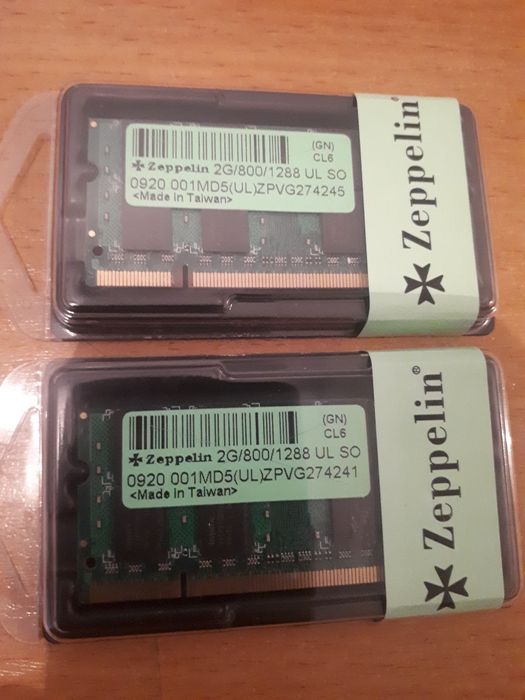 (GN)
CL6
Zeppelin 2G/800/1288 UL SO
0920 001MD5(UL)ZPVG274245
<Made in Taiwan>
Zeppelin®
(GN)
CL6
Zeppelin 2G/800/1288 UL SO
0920 001MD5(UL)ZPVG274241
<Made in Taiwan>
Zeppelin®